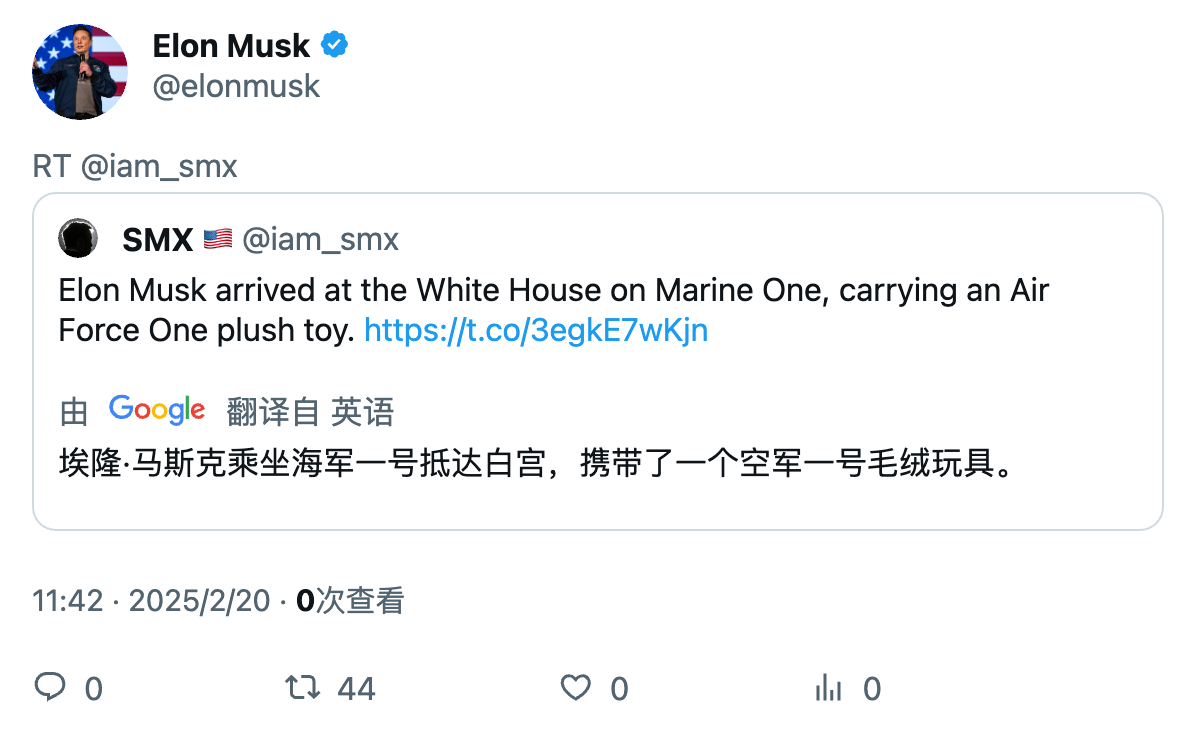 Elon Musk
@elonmusk
RT @iam_smx
SMX 🇺🇸 @iam_smx
Elon Musk arrived at the White House on Marine One, carrying an Air
Force One plush toy. https://t.co/3egkE7wKjn
由 Google 翻译自 英语
埃隆·马斯克乘坐海军一号抵达白宫，携带了一个空军一号毛绒玩具。
11:42 · 2025/2/20 · 0次查看
0 44 0 0